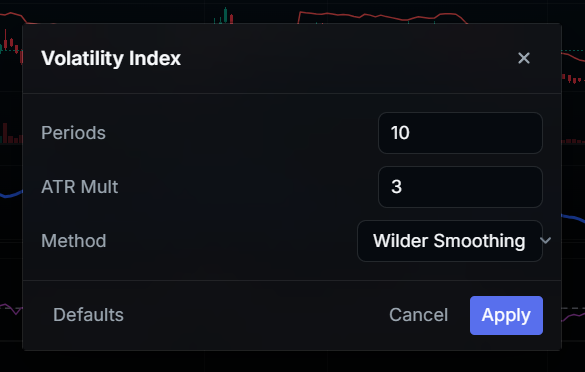 Volatility Index
Periods 10
ATR Mult 3
Method Wilder Smoothing
Defaults Cancel Apply